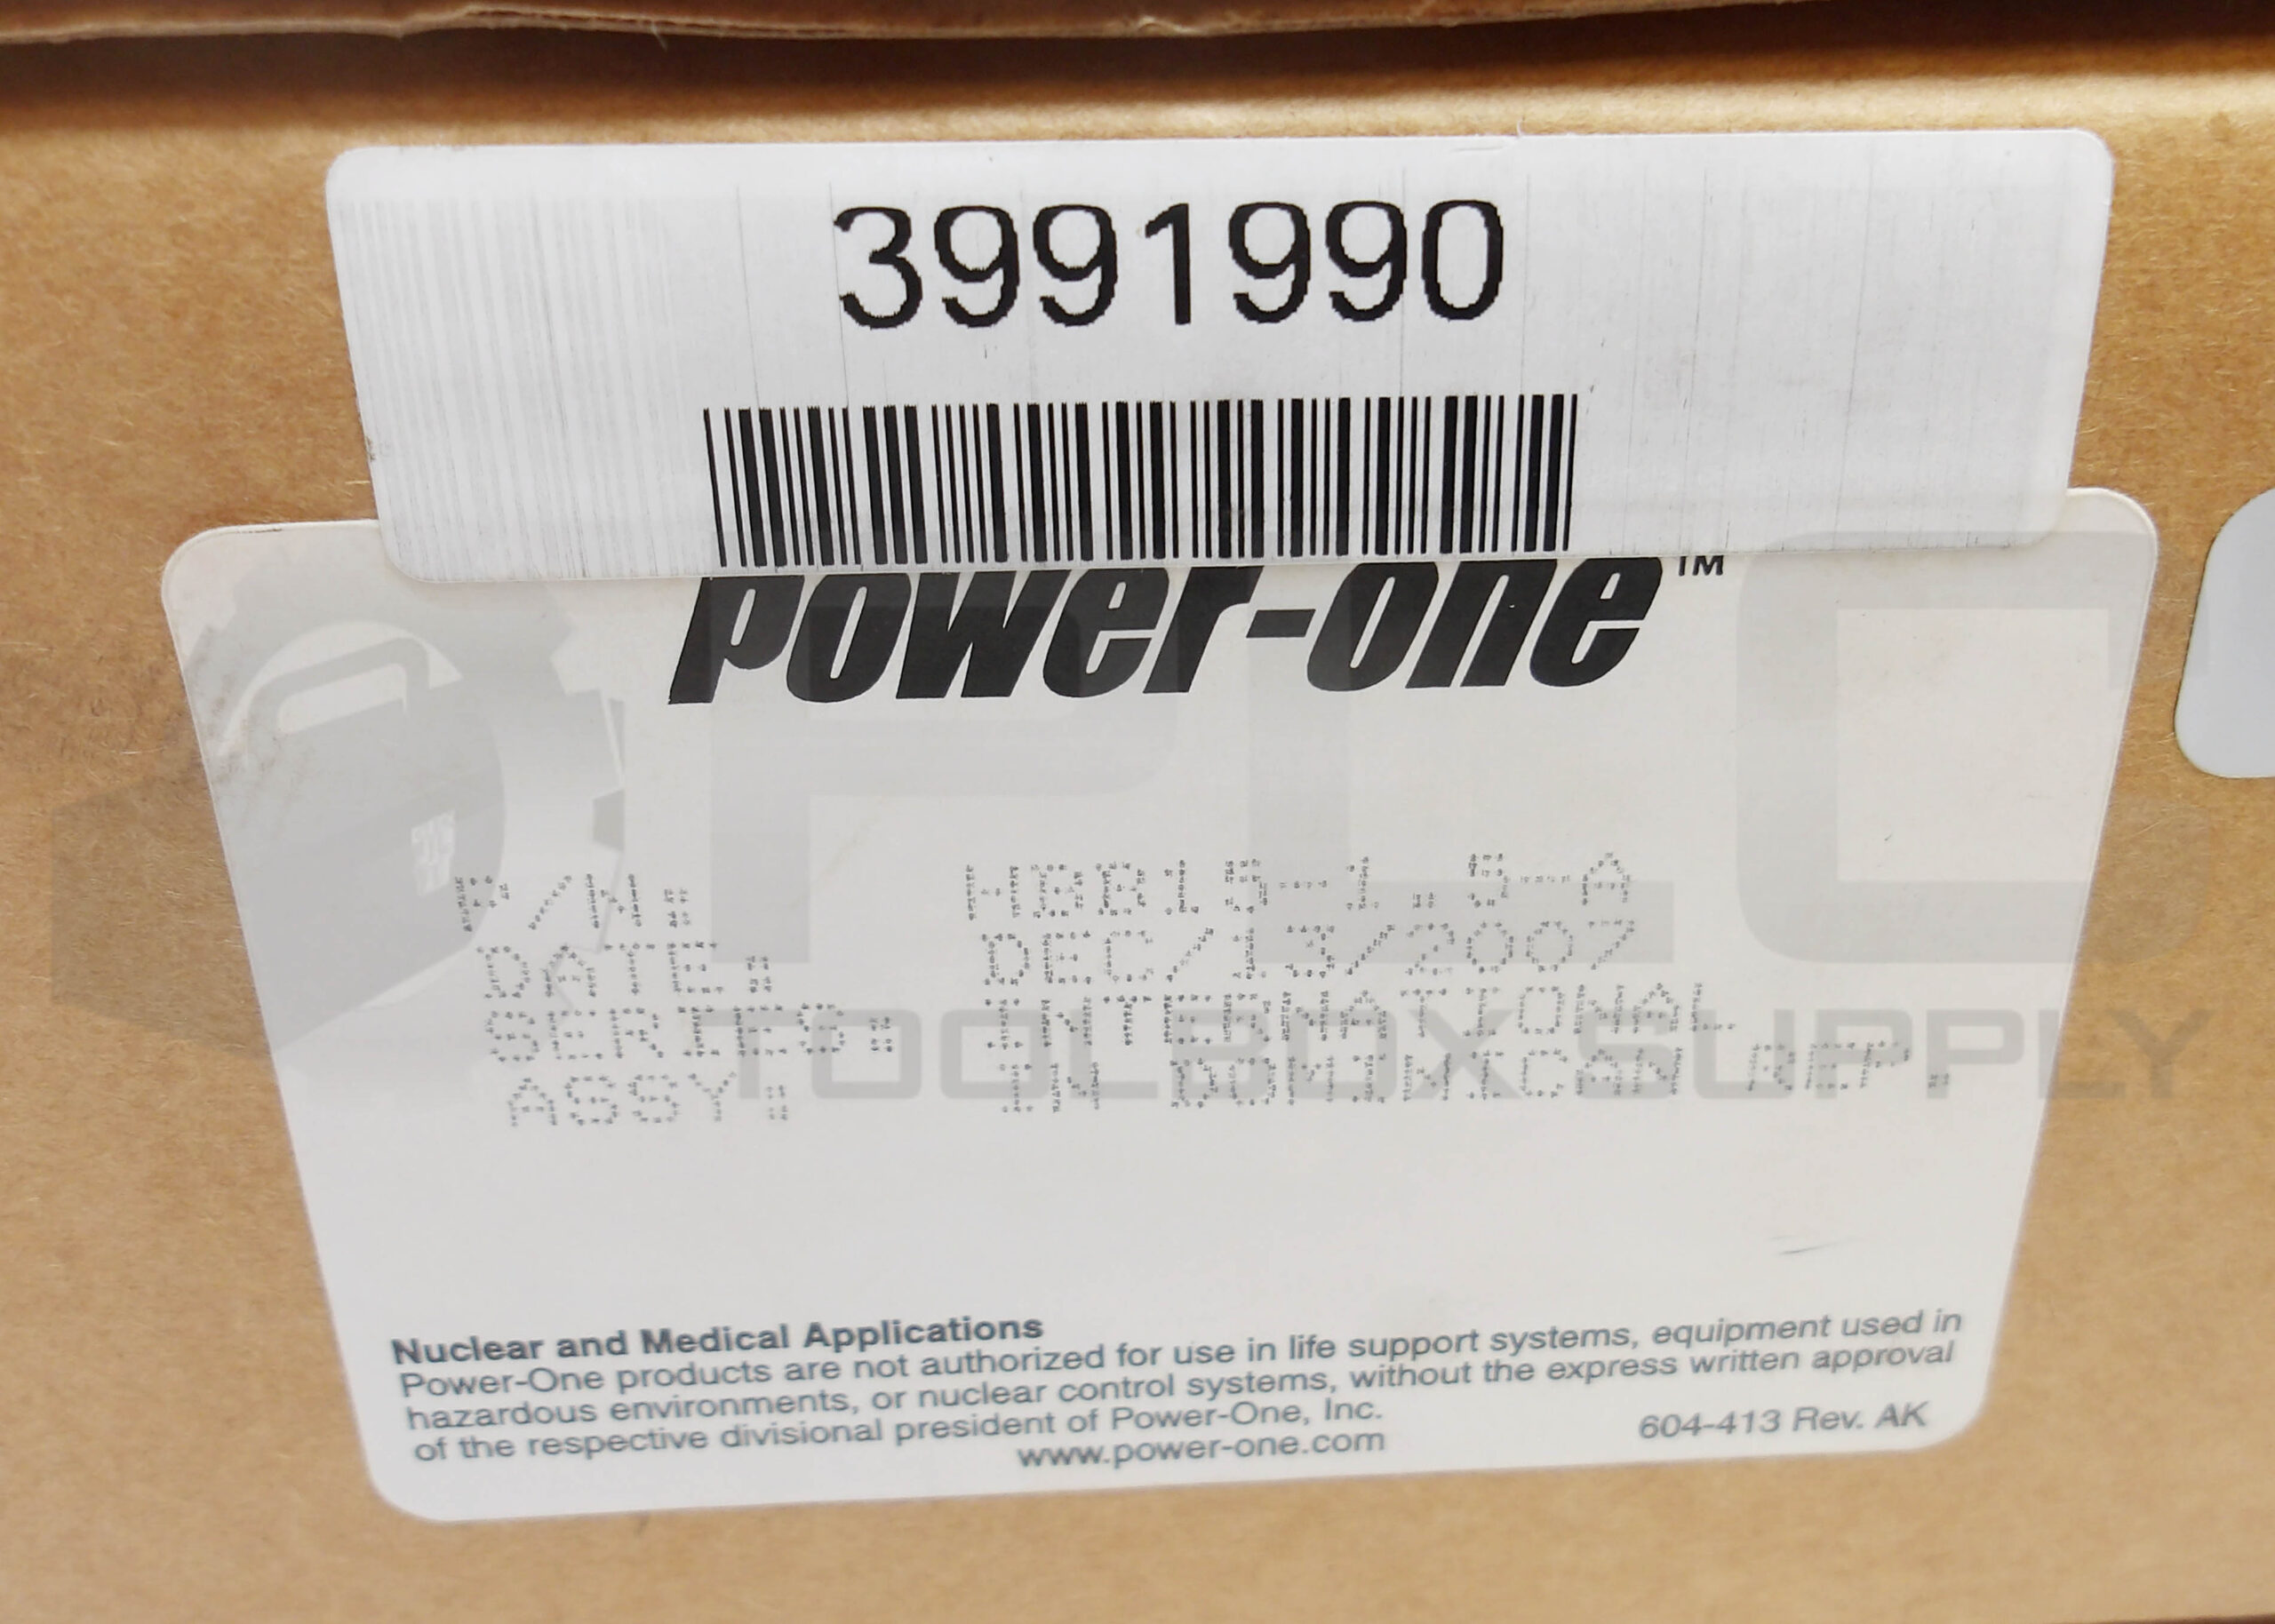 3991990
power-one™
P/N: HBB15-1.5-A
DATE: DEC/13/2007
ASSY: IN
Nuclear and Medical Applications
Power-One products are not authorized for use in life support systems, equipment used in
hazardous environments, or nuclear control systems, without the express written approval
of the respective divisional president of Power-One, Inc.
www.power-one.com
604-413 Rev. AK
PLC
TOOLBOX SUPPLY